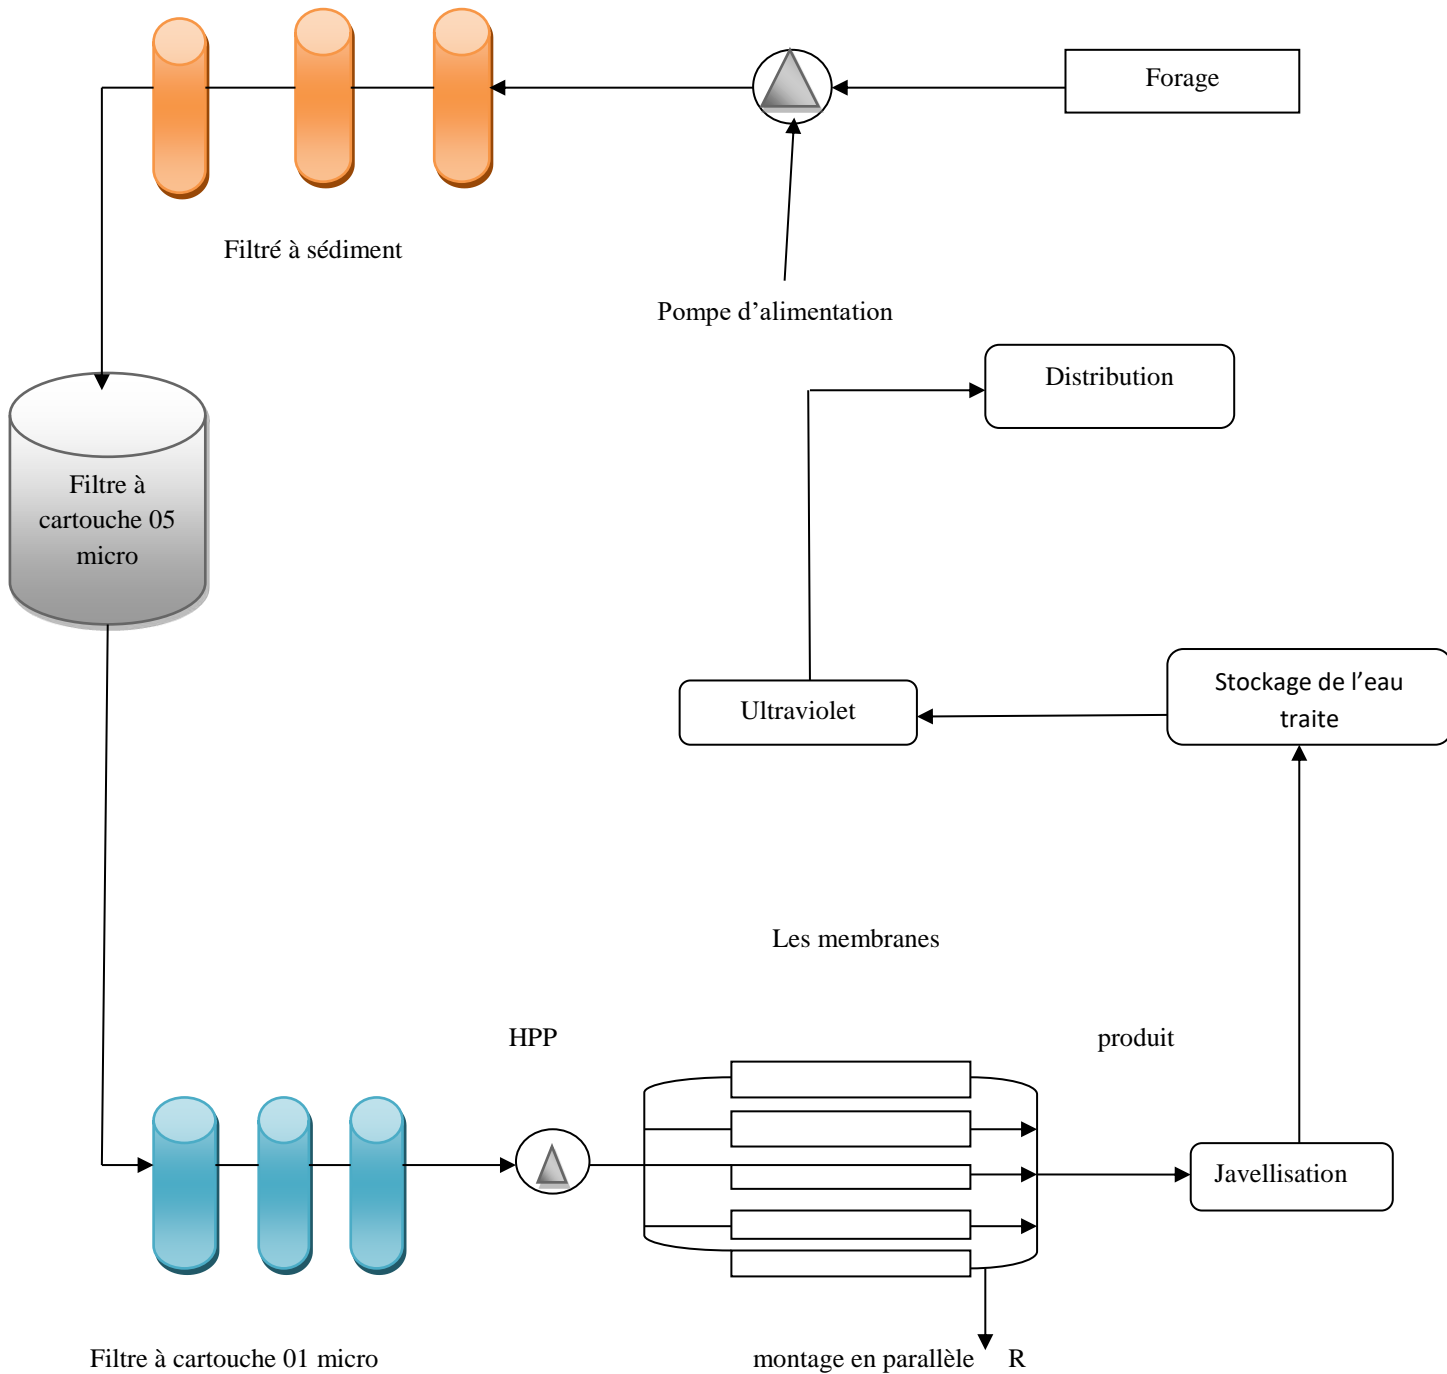 Forage
Filtré à sédiment
Pompe d’alimentation
Distribution
Filtre à
cartouche 05
micro
Ultraviolet
Stockage de l’eau
traite
Les membranes
HPP
produit
Javellisation
Filtre à cartouche 01 micro
montage en parallèle
R